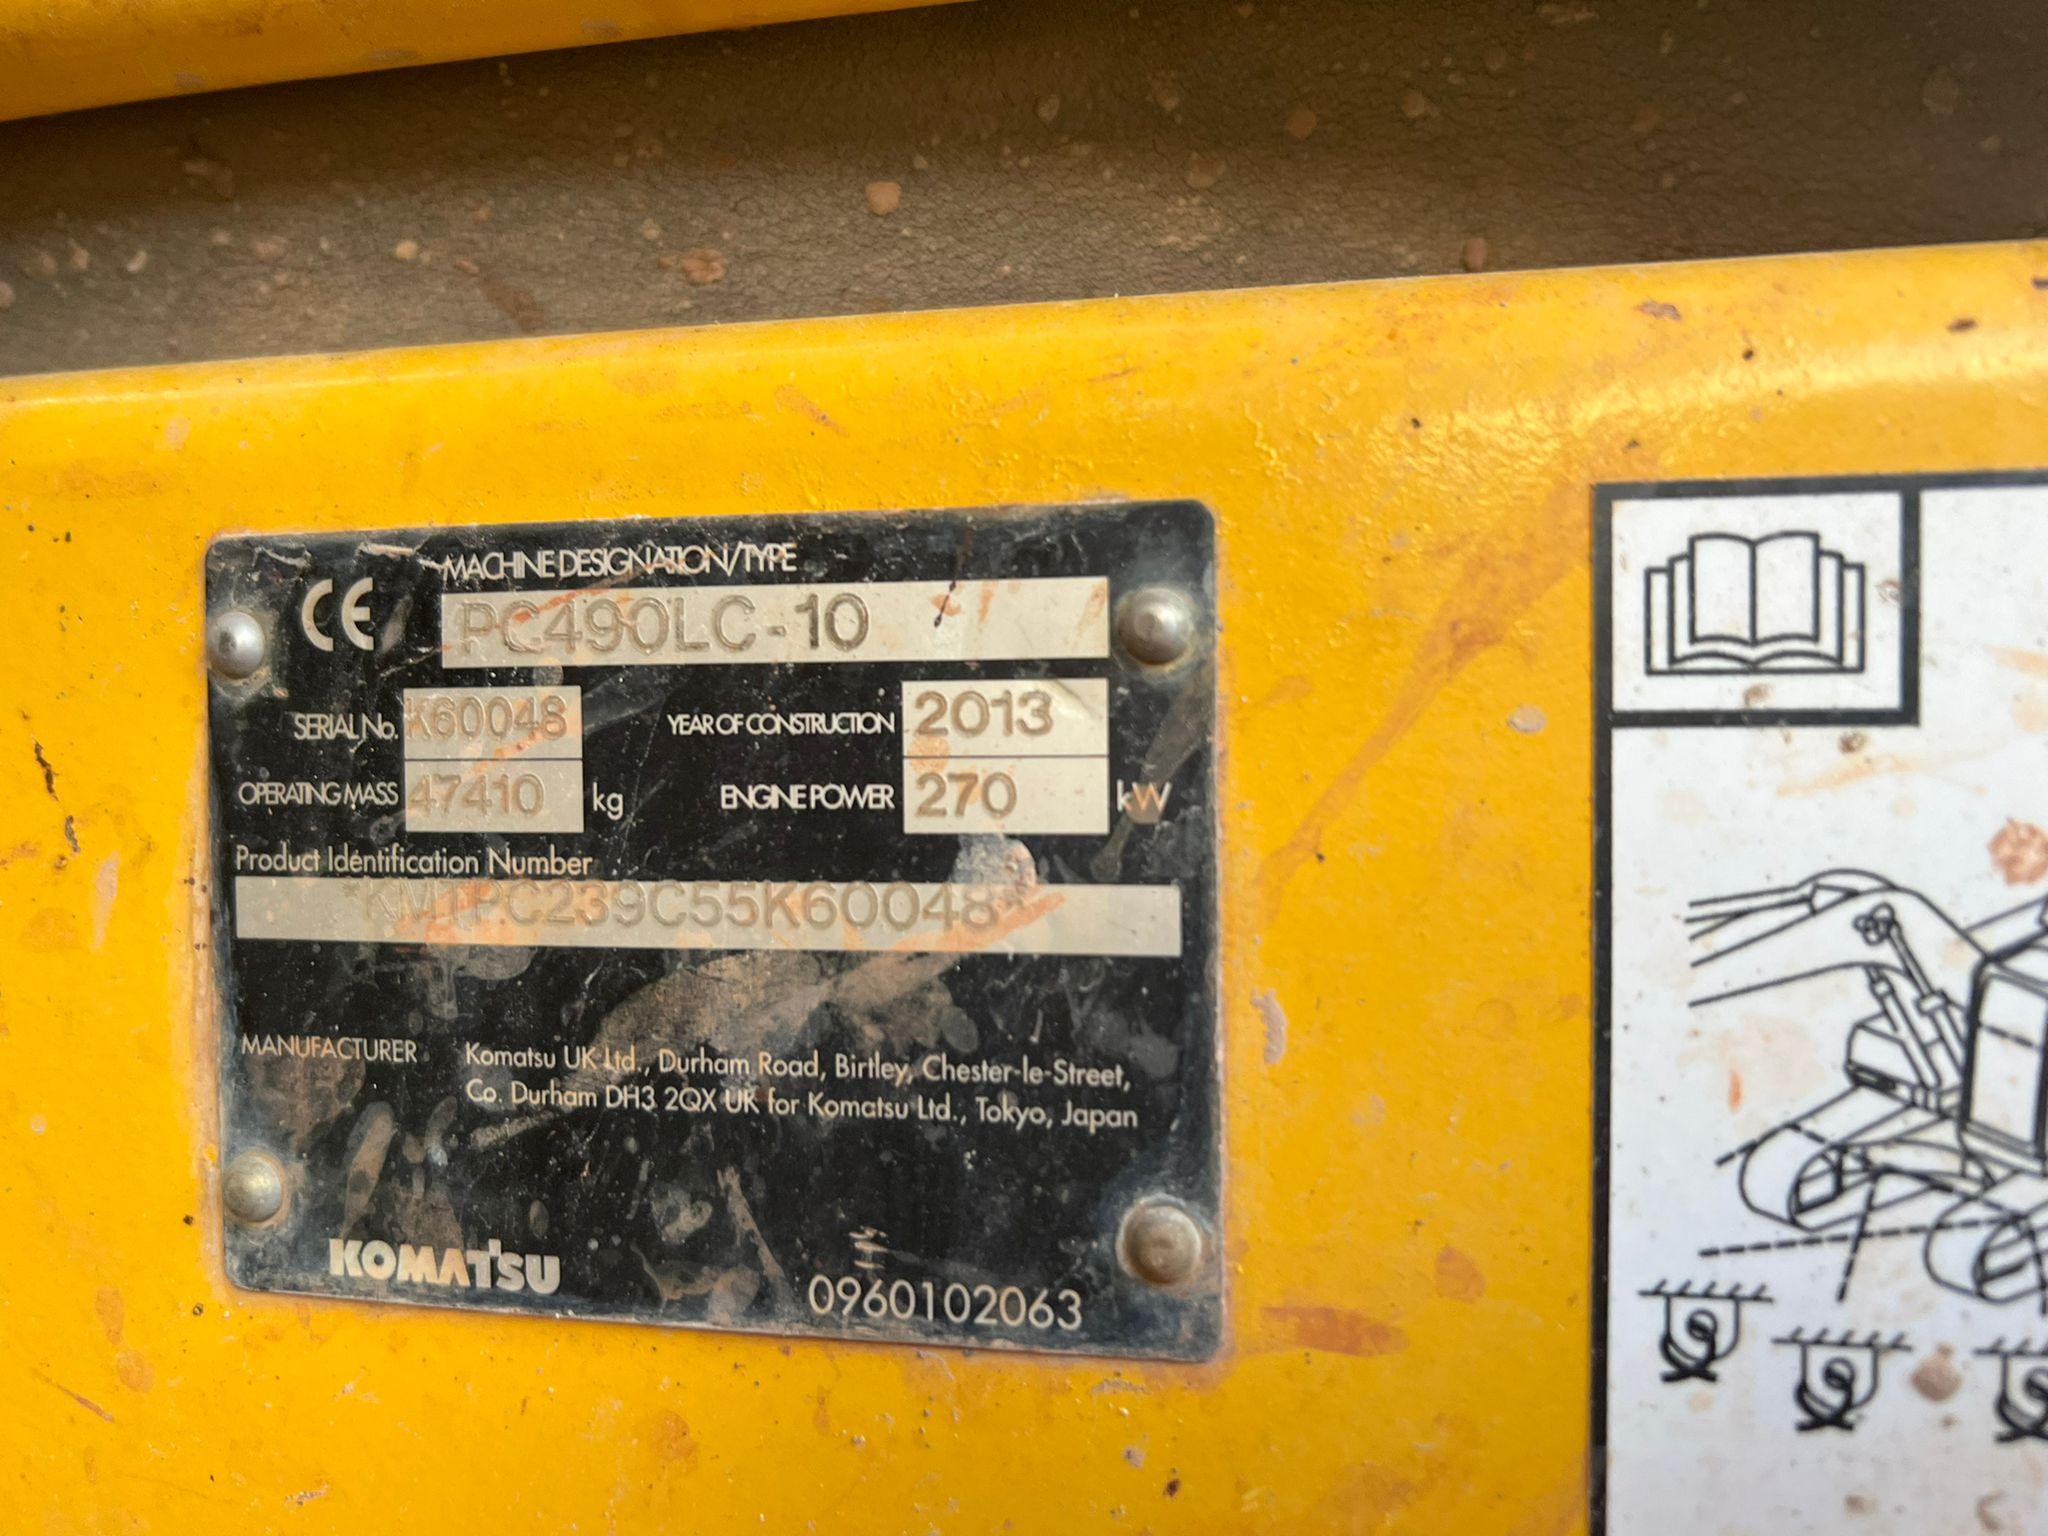 CE
MACHINE DESIGNATION/TYPE
PC490LC-10
SERIAL No. K60048 YEAR OF CONSTRUCTION 2013
OPERATING MASS 47410 kg ENGINE POWER 270 kW
Product Identification Number
*KMTPC239C55K60048*
MANUFACTURER Komatsu UK Ltd., Durham Road, Birtley, Chester-le-Street,
Co. Durham DH3 2QX UK for Komatsu Ltd., Tokyo, Japan
KOMATSU 0960102063